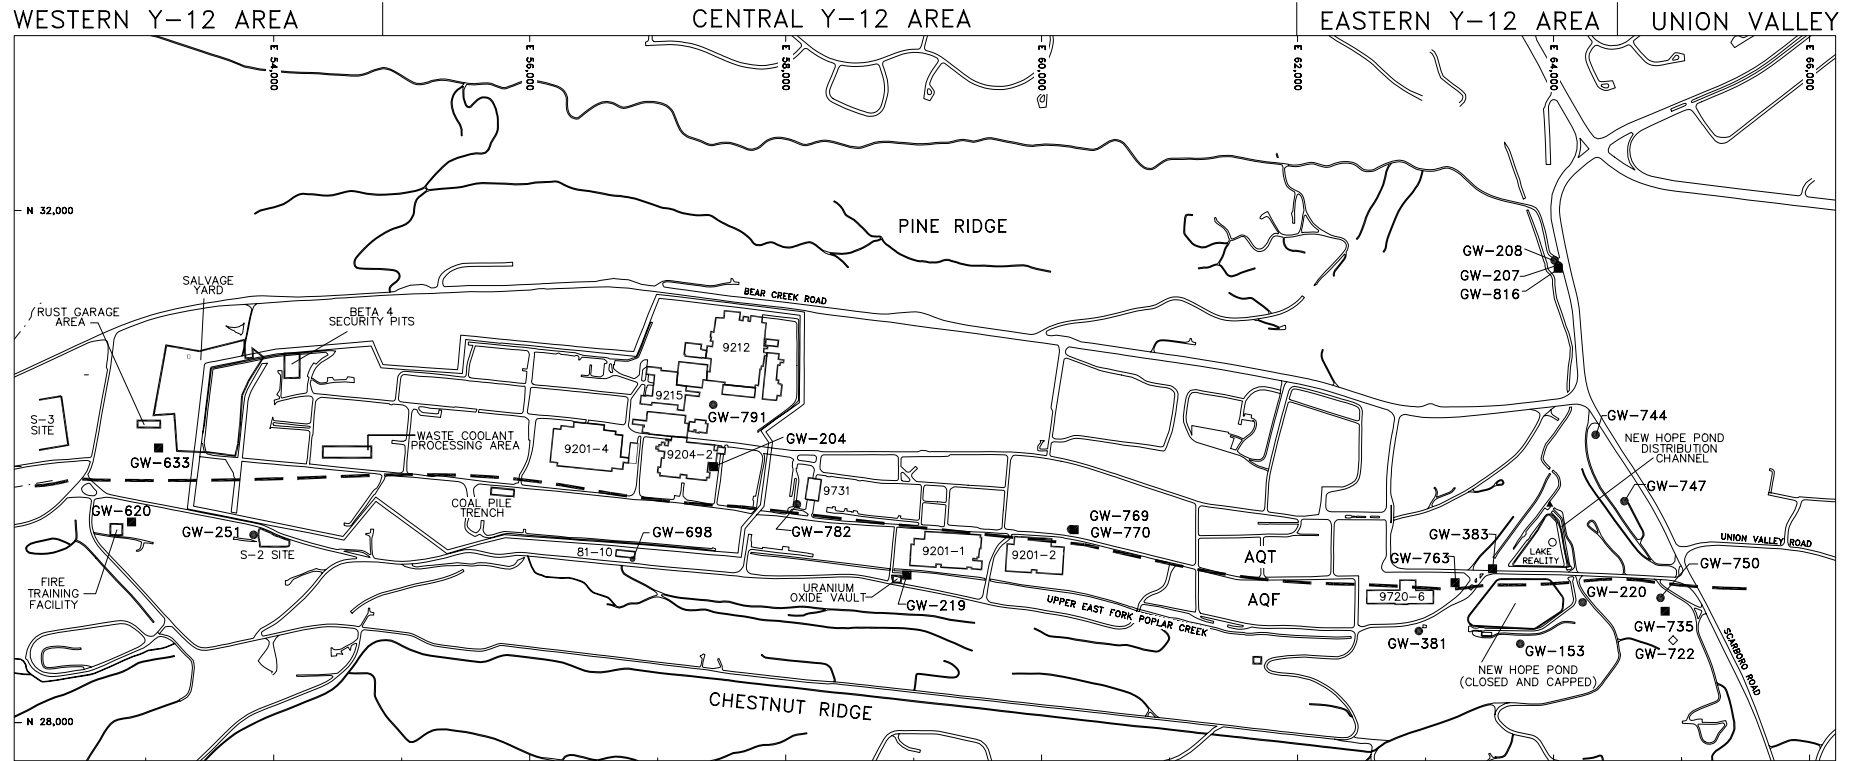 WESTERN Y-12 AREA
CENTRAL Y-12 AREA
EASTERN Y-12 AREA
UNION VALLEY
E 54,000
E 56,000
E 58,000
E 60,000
E 62,000
E 64,000
E 66,000
N 32,000
PINE RIDGE
GW-208
GW-207
GW-816
SALVAGE
YARD
BEAR CREEK ROAD
RUST GARAGE
AREA
BETA 4
SECURITY PITS
9212
9215
GW-791
S-3
SITE
GW-744
NEW HOPE POND
DISTRIBUTION
CHANNEL
WASTE COOLANT
PROCESSING AREA
GW-204
9201-4
9204-2
GW-633
GW-747
9731
COAL PILE
TRENCH
GW-620
GW-251
GW-698
GW-782
GW-769
GW-770
GW-383
S-2 SITE
81-10
9201-1
9201-2
AQT
GW-763
LAKE
REALITY
UNION VALLEY ROAD
GW-750
FIRE
TRAINING
FACILITY
URANIUM
OXIDE VAULT
GW-219
UPPER EAST FORK POPLAR CREEK
AQF
9720-6
GW-220
GW-735
GW-381
GW-153
GW-722
SCARBORO ROAD
NEW HOPE POND
(CLOSED AND CAPPED)
CHESTNUT RIDGE
N 28,000